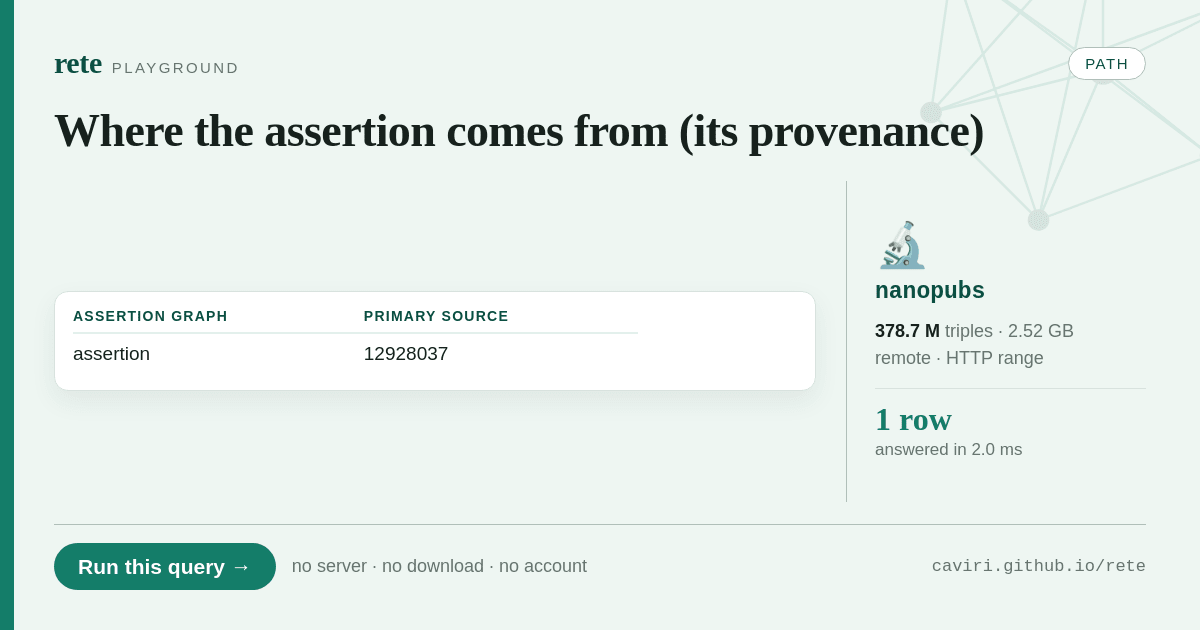 rete PLAYGROUND
PATH
Where the assertion comes from (its provenance)
ASSERTION GRAPH PRIMARY SOURCE
assertion 12928037
nanopubs
378.7 M triples · 2.52 GB
remote · HTTP range
1 row
answered in 2.0 ms
Run this query →
no server · no download · no account
caviri.github.io/rete